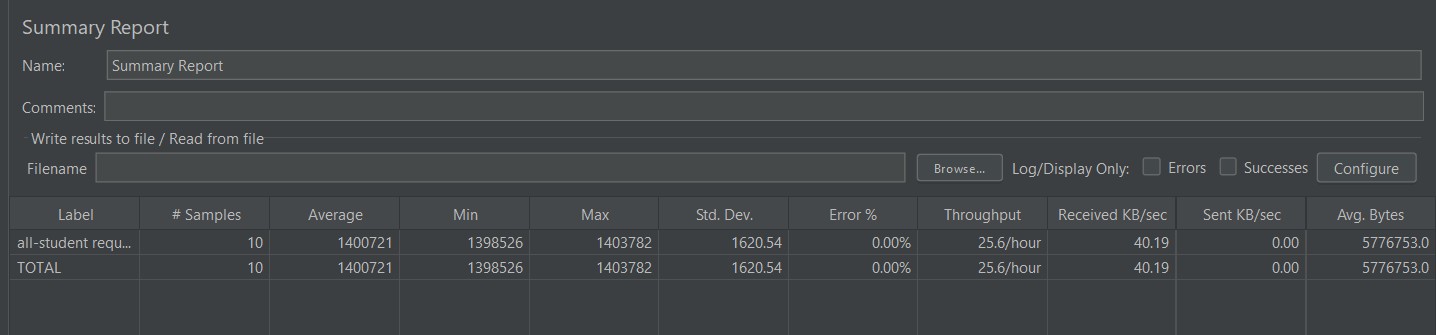 Summary Report
Name: Summary Report
Comments:
Write results to file / Read from file
Filename Browse... Log/Display Only: Errors Successes Configure
Label # Samples Average Min Max Std. Dev. Error % Throughput Received KB/sec Sent KB/sec Avg. Bytes
all-student requ... 10 1400721 1398526 1403782 1620.54 0.00% 25.6/hour 40.19 0.00 5776753.0
TOTAL 10 1400721 1398526 1403782 1620.54 0.00% 25.6/hour 40.19 0.00 5776753.0